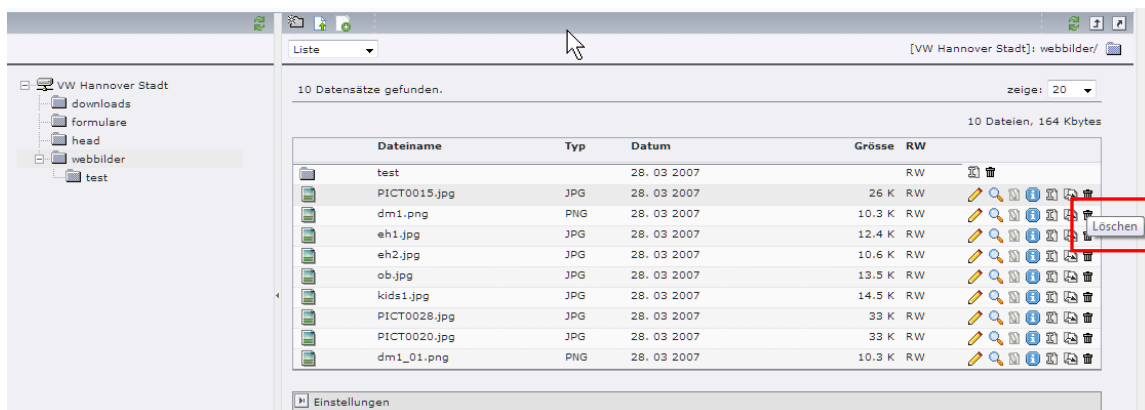 Liste
[VW Hannover Stadt]: webbilder/
VW Hannover Stadt
downloads
formulare
head
webbilder
test
10 Datensätze gefunden.
zeige: 20
10 Dateien, 164 Kbytes
Dateiname Typ Datum Grösse RW
test 28. 03 2007 RW
PICT0015.jpg JPG 28. 03 2007 26 K RW
dm1.png PNG 28. 03 2007 10.3 K RW
eh1.jpg JPG 28. 03 2007 12.4 K RW
Löschen
eh2.jpg JPG 28. 03 2007 10.6 K RW
ob.jpg JPG 28. 03 2007 13.5 K RW
kids1.jpg JPG 28. 03 2007 14.5 K RW
PICT0028.jpg JPG 28. 03 2007 33 K RW
PICT0020.jpg JPG 28. 03 2007 33 K RW
dm1_01.png PNG 28. 03 2007 10.3 K RW
Einstellungen